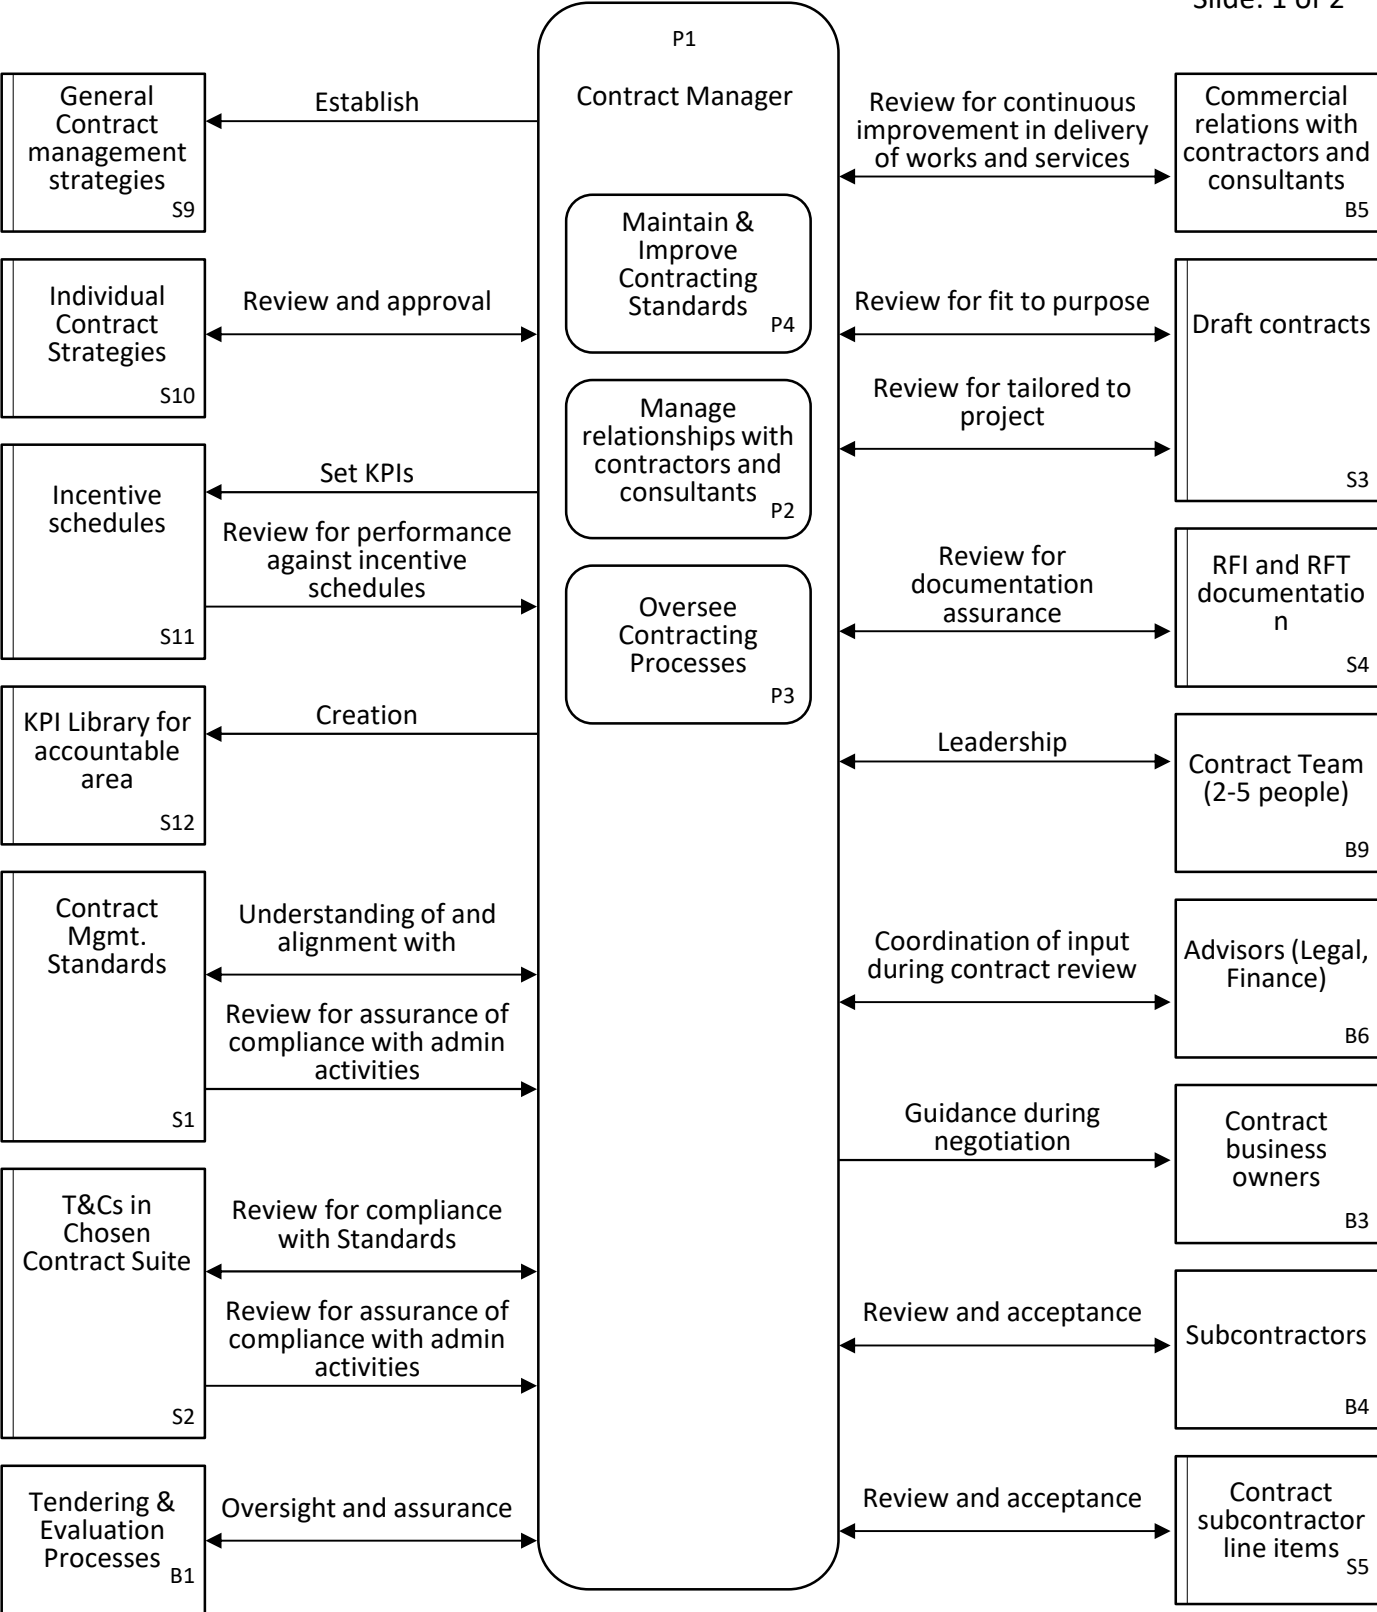 Slide: 1 of 2
P1
Contract Manager
Maintain &
Improve
Contracting
Standards
P4
Manage
relationships with
contractors and
consultants
P2
Oversee
Contracting
Processes
P3
General
Contract
management
strategies
S9
Establish
Individual
Contract
Strategies
S10
Review and approval
Incentive
schedules
S11
Set KPIs
Review for performance
against incentive
schedules
KPI Library for
accountable
area
S12
Creation
Contract
Mgmt.
Standards
S1
Understanding of and
alignment with
Review for assurance of
compliance with admin
activities
T&Cs in
Chosen
Contract Suite
S2
Review for compliance
with Standards
Review for assurance of
compliance with admin
activities
Tendering &
Evaluation
Processes
B1
Oversight and assurance
Review for continuous
improvement in delivery
of works and services
Commercial
relations with
contractors and
consultants
B5
Review for fit to purpose
Review for tailored to
project
Draft contracts
S3
Review for
documentation
assurance
RFI and RFT
documentatio
n
S4
Leadership
Contract Team
(2-5 people)
B9
Coordination of input
during contract review
Advisors (Legal,
Finance)
B6
Guidance during
negotiation
Contract
business
owners
B3
Review and acceptance
Subcontractors
B4
Review and acceptance
Contract
subcontractor
line items
S5